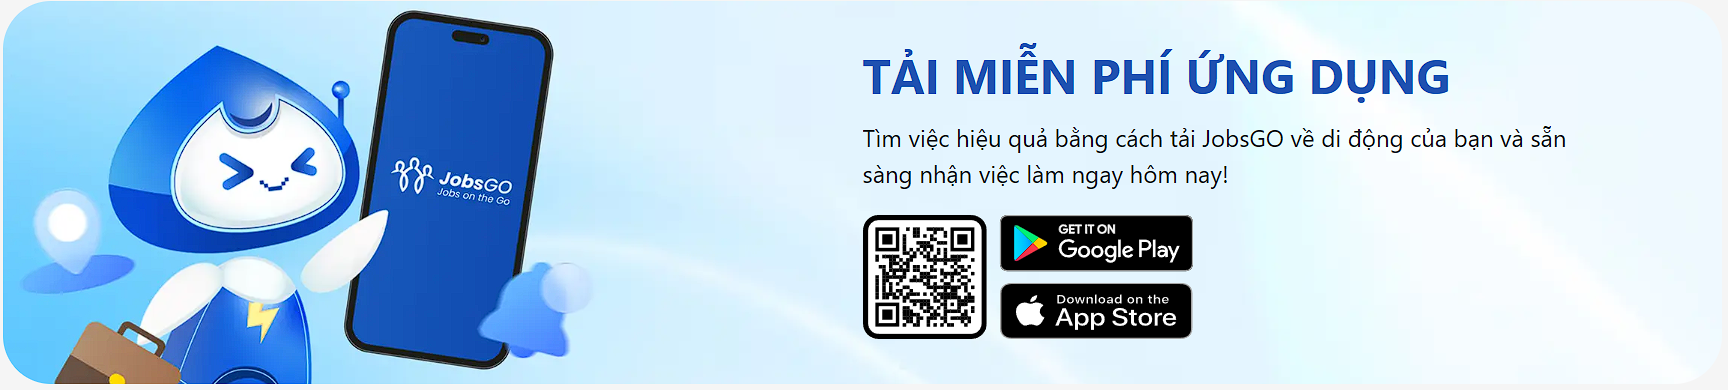 JobsGO
Jobs on the Go
TẢI MIỄN PHÍ ỨNG DỤNG
Tìm việc hiệu quả bằng cách tải JobsGO về di động của bạn và sẵn
sàng nhận việc làm ngay hôm nay!
GET IT ON
Google Play
Download on the
App Store